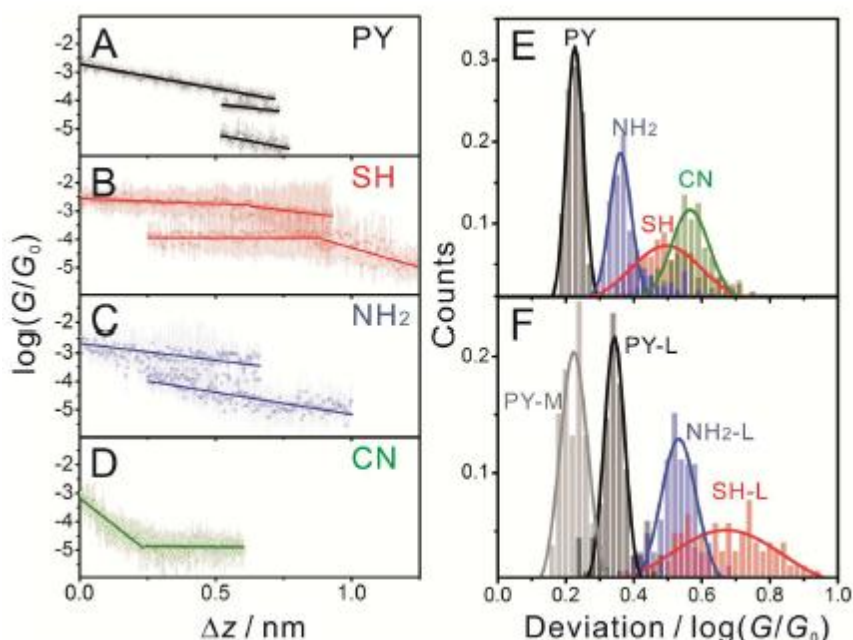 A PY
-2
-3
-4
-5
B SH
-2
-3
-4
-5
C NH2
-2
-3
-4
-5
D CN
-2
-3
-4
-5
0.0 0.5 1.0
Δz / nm
log(G/G0)
E
PY
NH2
SH
CN
0.3
0.2
0.1
F
PY-M
PY-L
NH2-L
SH-L
0.2
0.1
0.0 0.2 0.4 0.6 0.8 1.0
Deviation / log(G/G0)
Counts